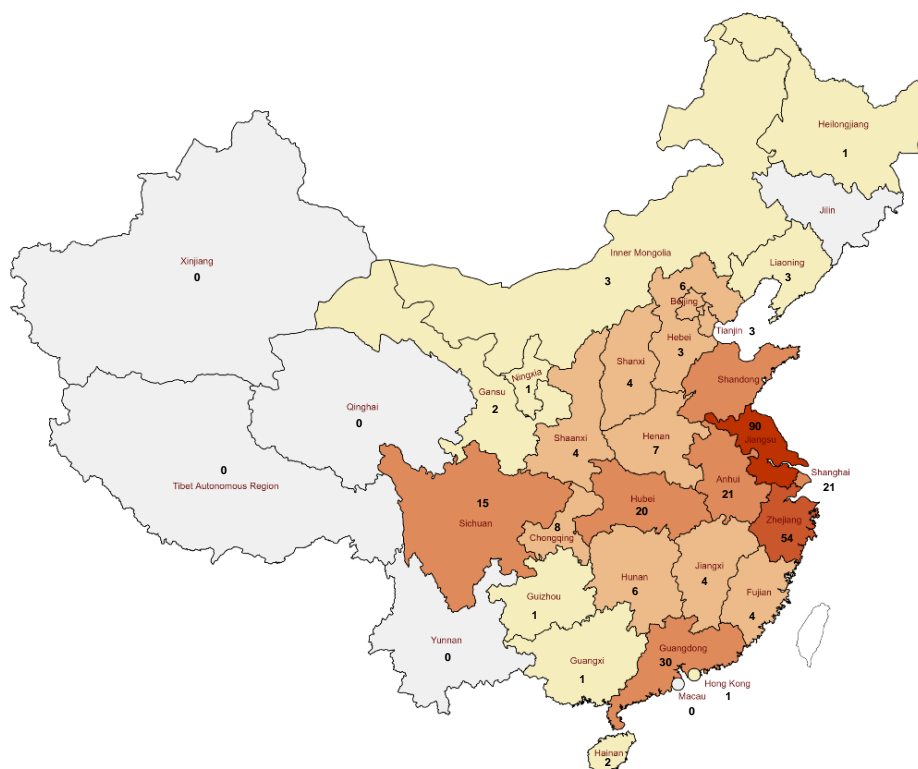 Heilongjiang
1
Jilin
Xinjiang
0
Inner Mongolia
3
Liaoning
3
6
Beijing
Tianjin 3
Hebei
3
Shanxi
4
Ningxia
1
Gansu
2
Shandong
Qinghai
0
90
Jiangsu
Henan
7
Shaanxi
4
0
Tibet Autonomous Region
Shanghai
21
Anhui
21
Hubei
20
15
Sichuan
Zhejiang
54
8
Chongqing
Jiangxi
4
Hunan
6
Fujian
4
Guizhou
1
Yunnan
0
Guangdong
30
Guangxi
1
Hong Kong
1
Macau
0
Hainan
2